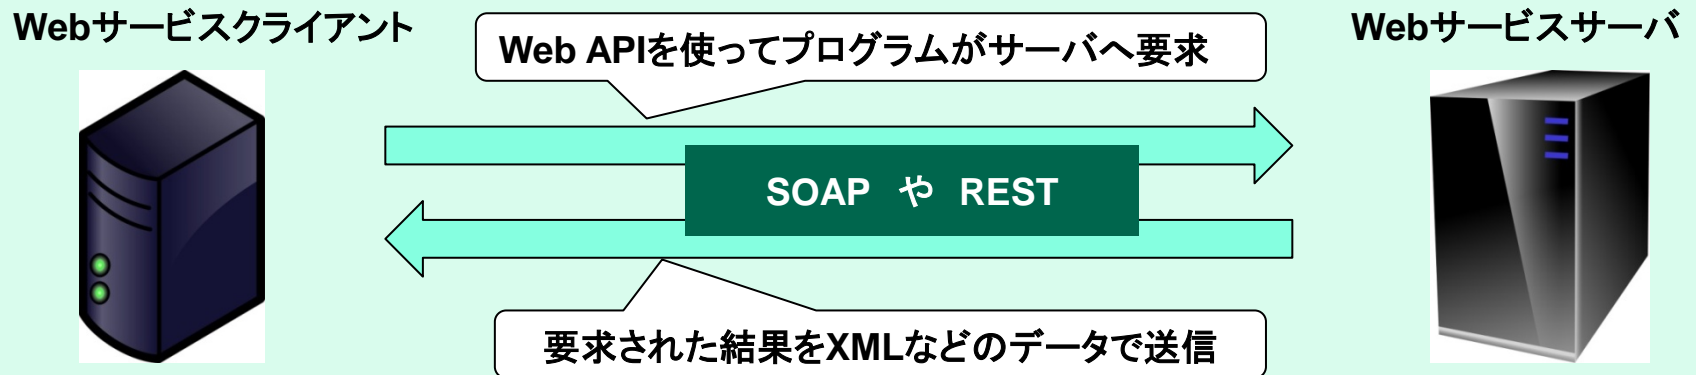 Webサービスクライアント
Web APIを使ってプログラムがサーバへ要求
Webサービスサーバ
SOAP や REST
要求された結果をXMLなどのデータで送信